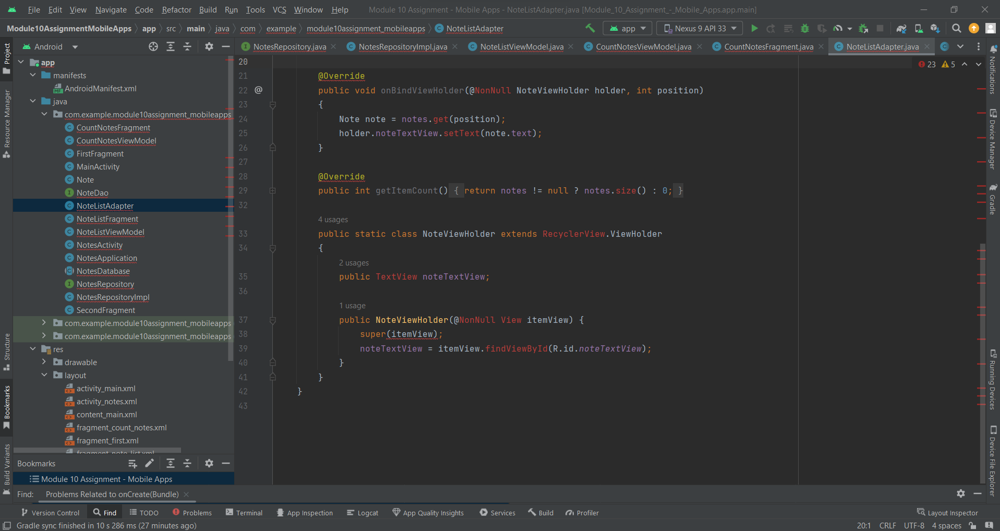 File Edit View Navigate Code Refactor Build Run Tools VCS Window Help Module 10 Assignment - Mobile Apps - NoteListAdapter.java [Module_10_Assignment_-_Mobile_Apps.app.main]
Module10AssignmentMobileApps app src main java com example module10assignment_mobileapps NoteListAdapter app Nexus 9 API 33
Project
Resource Manager
Structure
Bookmarks
Build Variants
Android
app
manifests
AndroidManifest.xml
java
com.example.module10assignment_mobileapps
CountNotesFragment
CountNotesViewModel
FirstFragment
MainActivity
Note
NoteDao
NoteListAdapter
NoteListFragment
NoteListViewModel
NotesActivity
NotesApplication
NotesDatabase
NotesRepository
NotesRepositoryImpl
SecondFragment
com.example.module10assignment_mobileapps
com.example.module10assignment_mobileapps
res
drawable
layout
activity_main.xml
activity_notes.xml
content_main.xml
fragment_count_notes.xml
fragment_first.xml
fragment_note_list.xml
Bookmarks
Module 10 Assignment - Mobile Apps
NotesRepository.java NotesRepositoryImpl.java NoteListViewModel.java CountNotesViewModel.java CountNotesFragment.java NoteListAdapter.java
23 5
20
21 @Override
22 @ public void onBindViewHolder(@NonNull NoteViewHolder holder, int position)
23 {
24 Note note = notes.get(position);
25 holder.noteTextView.setText(note.text);
26 }
27
28 @Override
29 public int getItemCount() { return notes != null ? notes.size() : 0; }
32
4 usages
33 public static class NoteViewHolder extends RecyclerView.ViewHolder
34 {
2 usages
35 public TextView noteTextView;
36
1 usage
37 public NoteViewHolder(@NonNull View itemView) {
38 super(itemView);
39 noteTextView = itemView.findViewById(R.id.noteTextView);
40 }
41 }
42 }
43
Notifications
Device Manager
Gradle
Running Devices
Device File Explorer
Find: Problems Related to onCreate(Bundle)
Version Control Find TODO Problems Terminal App Inspection Logcat App Quality Insights Services Build Profiler Layout Inspector
Gradle sync finished in 10 s 286 ms (27 minutes ago) 20:1 CRLF UTF-8 4 spaces